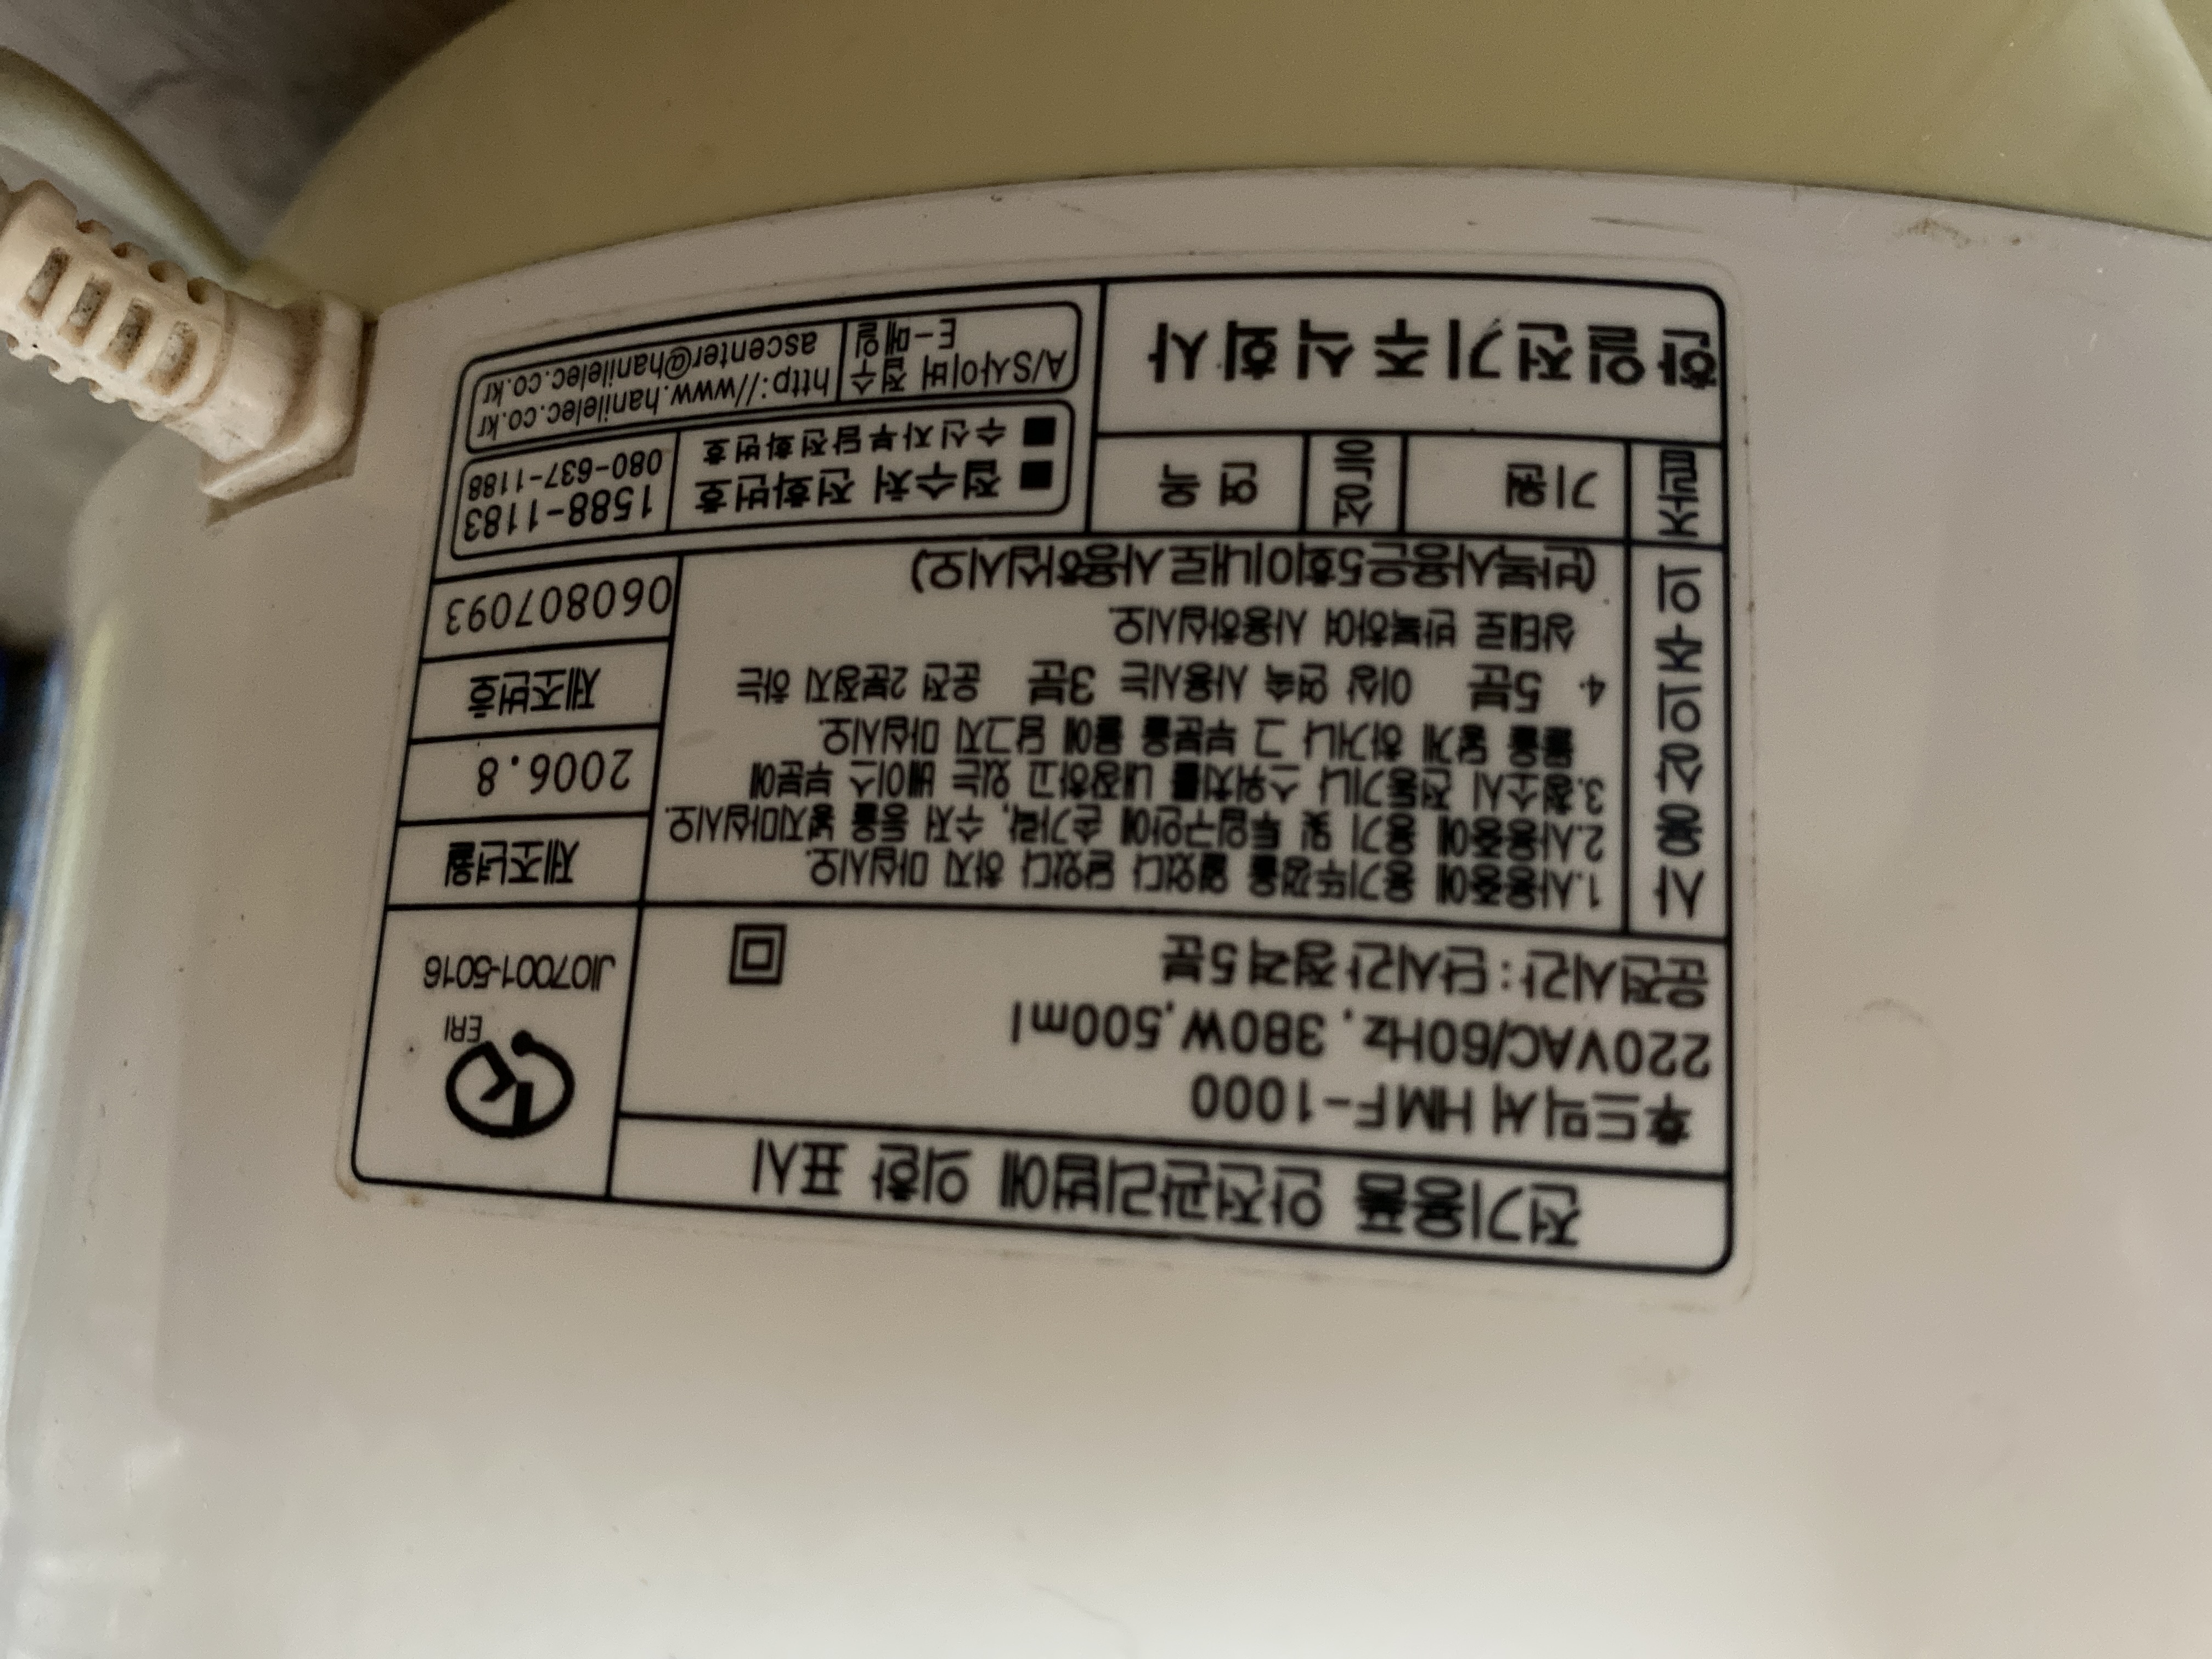 전기용품 안전관리법에 의한 표시
후드믹서 HMF-1000
220VAC/60Hz, 380W,500ml
운전시간 : 단시간 정격 5분
ERI
JI07001-5016
사용상의주의
1.사용중에 용기뚜껑을 열었다 닫았다 하지 마십시오.
2.사용중에 용기 및 투입구안에 손가락, 수저 등을 넣지마십시오.
3.청소시 전동기나 스위치를 내장하고 있는 베이스 부분에
물을 닿게 하거나 그 부분을 물에 담그지 마십시오.
4. 5분 이상 연속 사용시는 3분 운전 2분정지 하는
상태로 반복하여 사용하십시오.
(반복사용은5회이내로사용하십시오)
제조년월
2006.8
제조번호
060807093
조립
기원
성능
연옥
한일전기주식회사
■ 접수처 전화번호 1588-1183
■ 수신자부담전화번호 080-637-1188
A/S사이버 접수 http://www.hanilelec.co.kr
E-메일 ascenter@hanilelec.co.kr